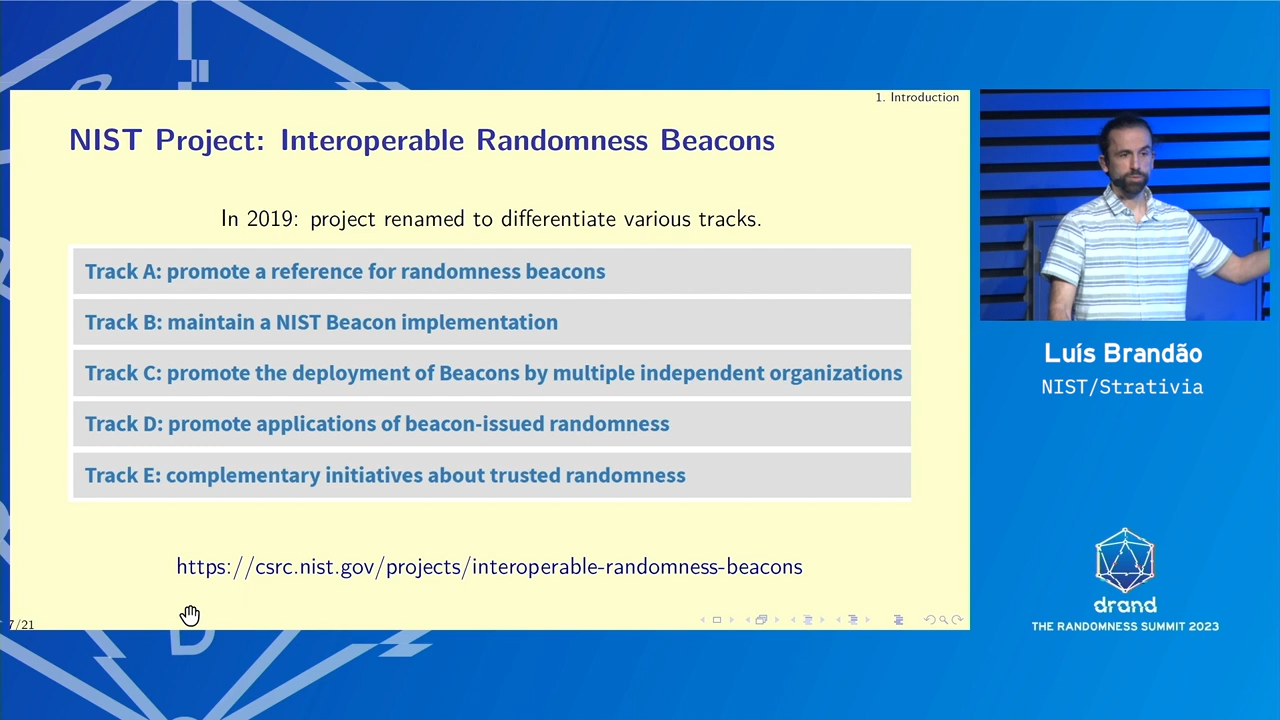 1. Introduction
NIST Project: Interoperable Randomness Beacons
In 2019: project renamed to differentiate various tracks.
Track A: promote a reference for randomness beacons
Track B: maintain a NIST Beacon implementation
Track C: promote the deployment of Beacons by multiple independent organizations
Track D: promote applications of beacon-issued randomness
Track E: complementary initiatives about trusted randomness
https://csrc.nist.gov/projects/interoperable-randomness-beacons
7/21
Luís Brandão
NIST/Strativia
drand
THE RANDOMNESS SUMMIT 2023